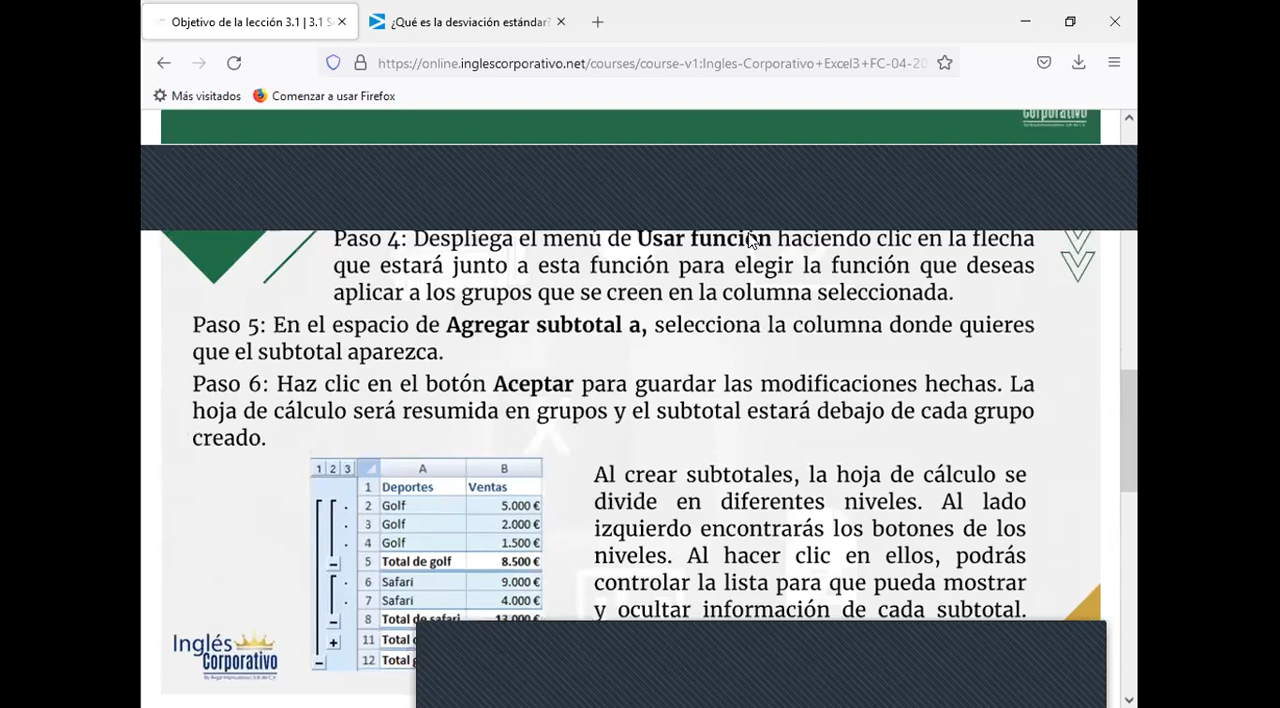 Objetivo de la lección 3.1 | 3.1 S
¿Qué es la desviación estándar?
https://online.inglescorporativo.net/courses/course-v1:Ingles-Corporativo+Excel3+FC-04-20
Más visitados
Comenzar a usar Firefox
Corporativo
Paso 4: Despliega el menú de Usar función haciendo clic en la flecha
que estará junto a esta función para elegir la función que deseas
aplicar a los grupos que se creen en la columna seleccionada.
Paso 5: En el espacio de Agregar subtotal a, selecciona la columna donde quieres
que el subtotal aparezca.
Paso 6: Haz clic en el botón Aceptar para guardar las modificaciones hechas. La
hoja de cálculo será resumida en grupos y el subtotal estará debajo de cada grupo
creado.
1 2 3 A B
1 Deportes Ventas
2 Golf 5.000 €
3 Golf 2.000 €
4 Golf 1.500 €
5 Total de golf 8.500 €
6 Safari 9.000 €
7 Safari 4.000 €
8 Total de safari 13.000 €
11 Total
12 Total
Al crear subtotales, la hoja de cálculo se
divide en diferentes niveles. Al lado
izquierdo encontrarás los botones de los
niveles. Al hacer clic en ellos, podrás
controlar la lista para que pueda mostrar
y ocultar información de cada subtotal.
Inglés
Corporativo